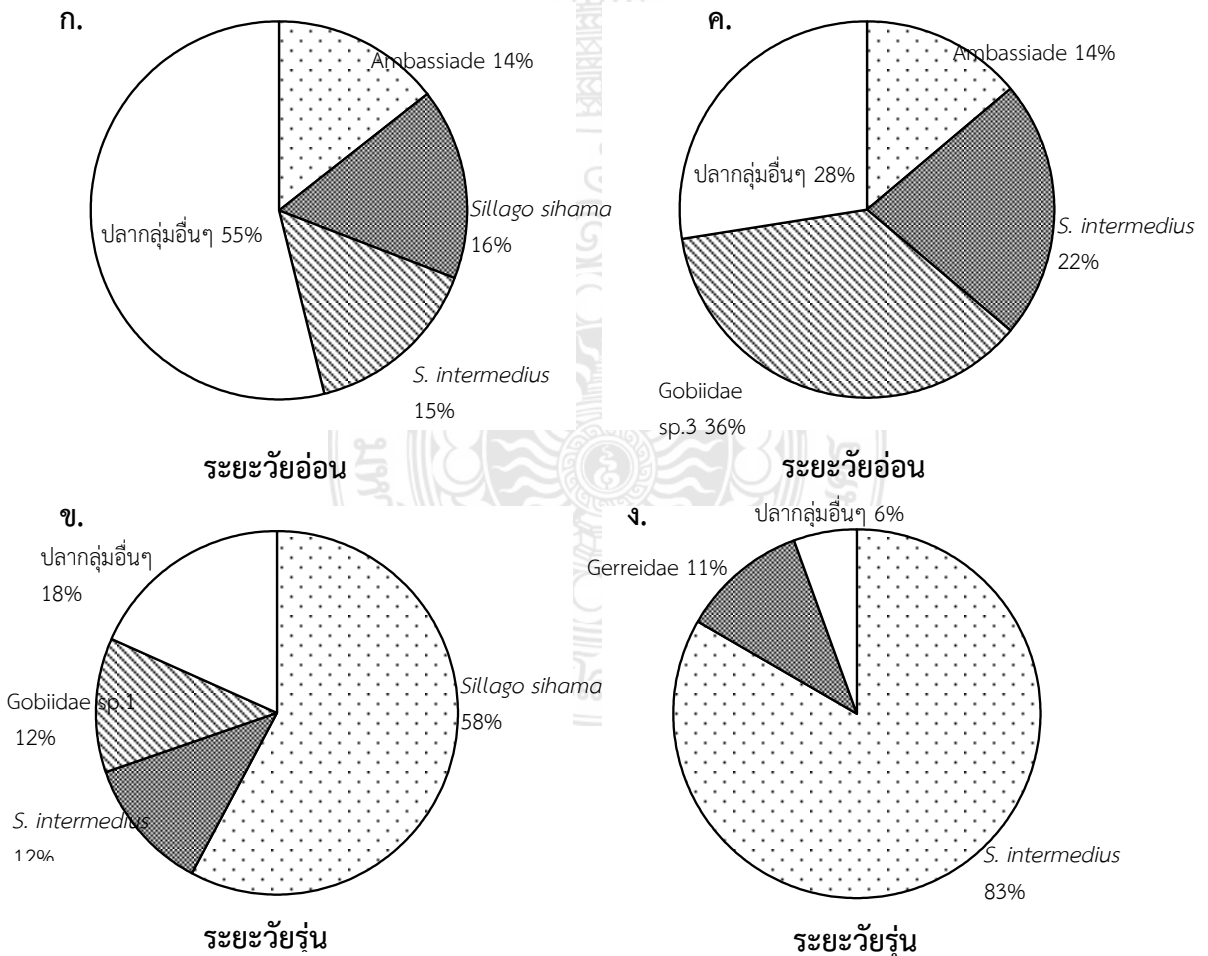 ก.
Ambassiade 14%
Sillago sihama
16%
ปลากลุ่มอื่นๆ 55%
S. intermedius
15%
ระยะวัยอ่อน
ค.
Ambassiade 14%
ปลากลุ่มอื่นๆ 28%
S. intermedius
22%
Gobiidae
sp.3 36%
ระยะวัยอ่อน
ข.
ปลากลุ่มอื่นๆ
18%
Gobiidae sp.1
12%
Sillago sihama
58%
S. intermedius
12%
ระยะวัยรุ่น
ง.
ปลากลุ่มอื่นๆ 6%
Gerreidae 11%
S. intermedius
83%
ระยะวัยรุ่น